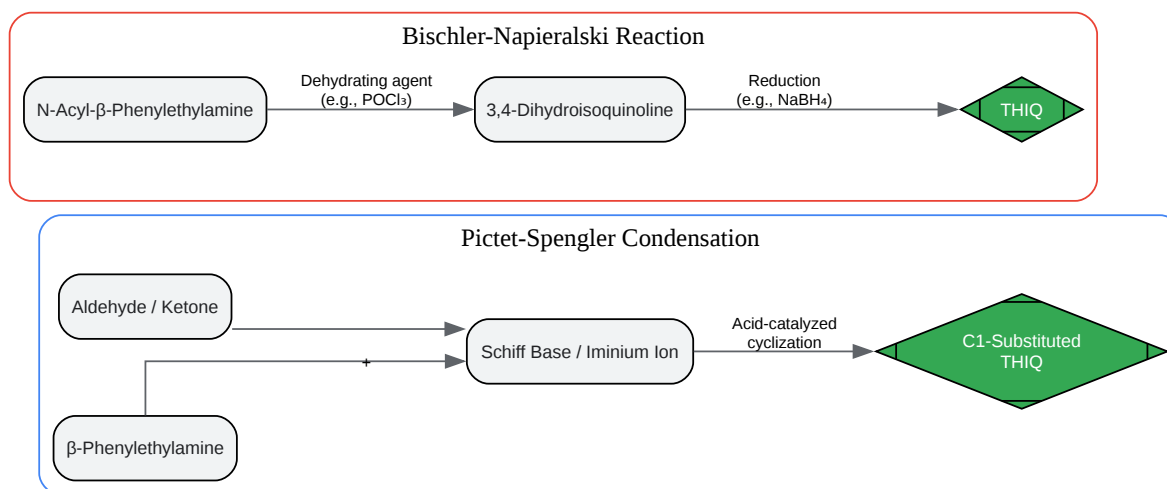 Bischler-Napieralski Reaction
N-Acyl-β-Phenylethylamine
Dehydrating agent
(e.g., POCl₃)
3,4-Dihydroisoquinoline
Reduction
(e.g., NaBH₄)
THIQ
Pictet-Spengler Condensation
Aldehyde / Ketone
+
β-Phenylethylamine
Schiff Base / Iminium Ion
Acid-catalyzed
cyclization
C1-Substituted
THIQ